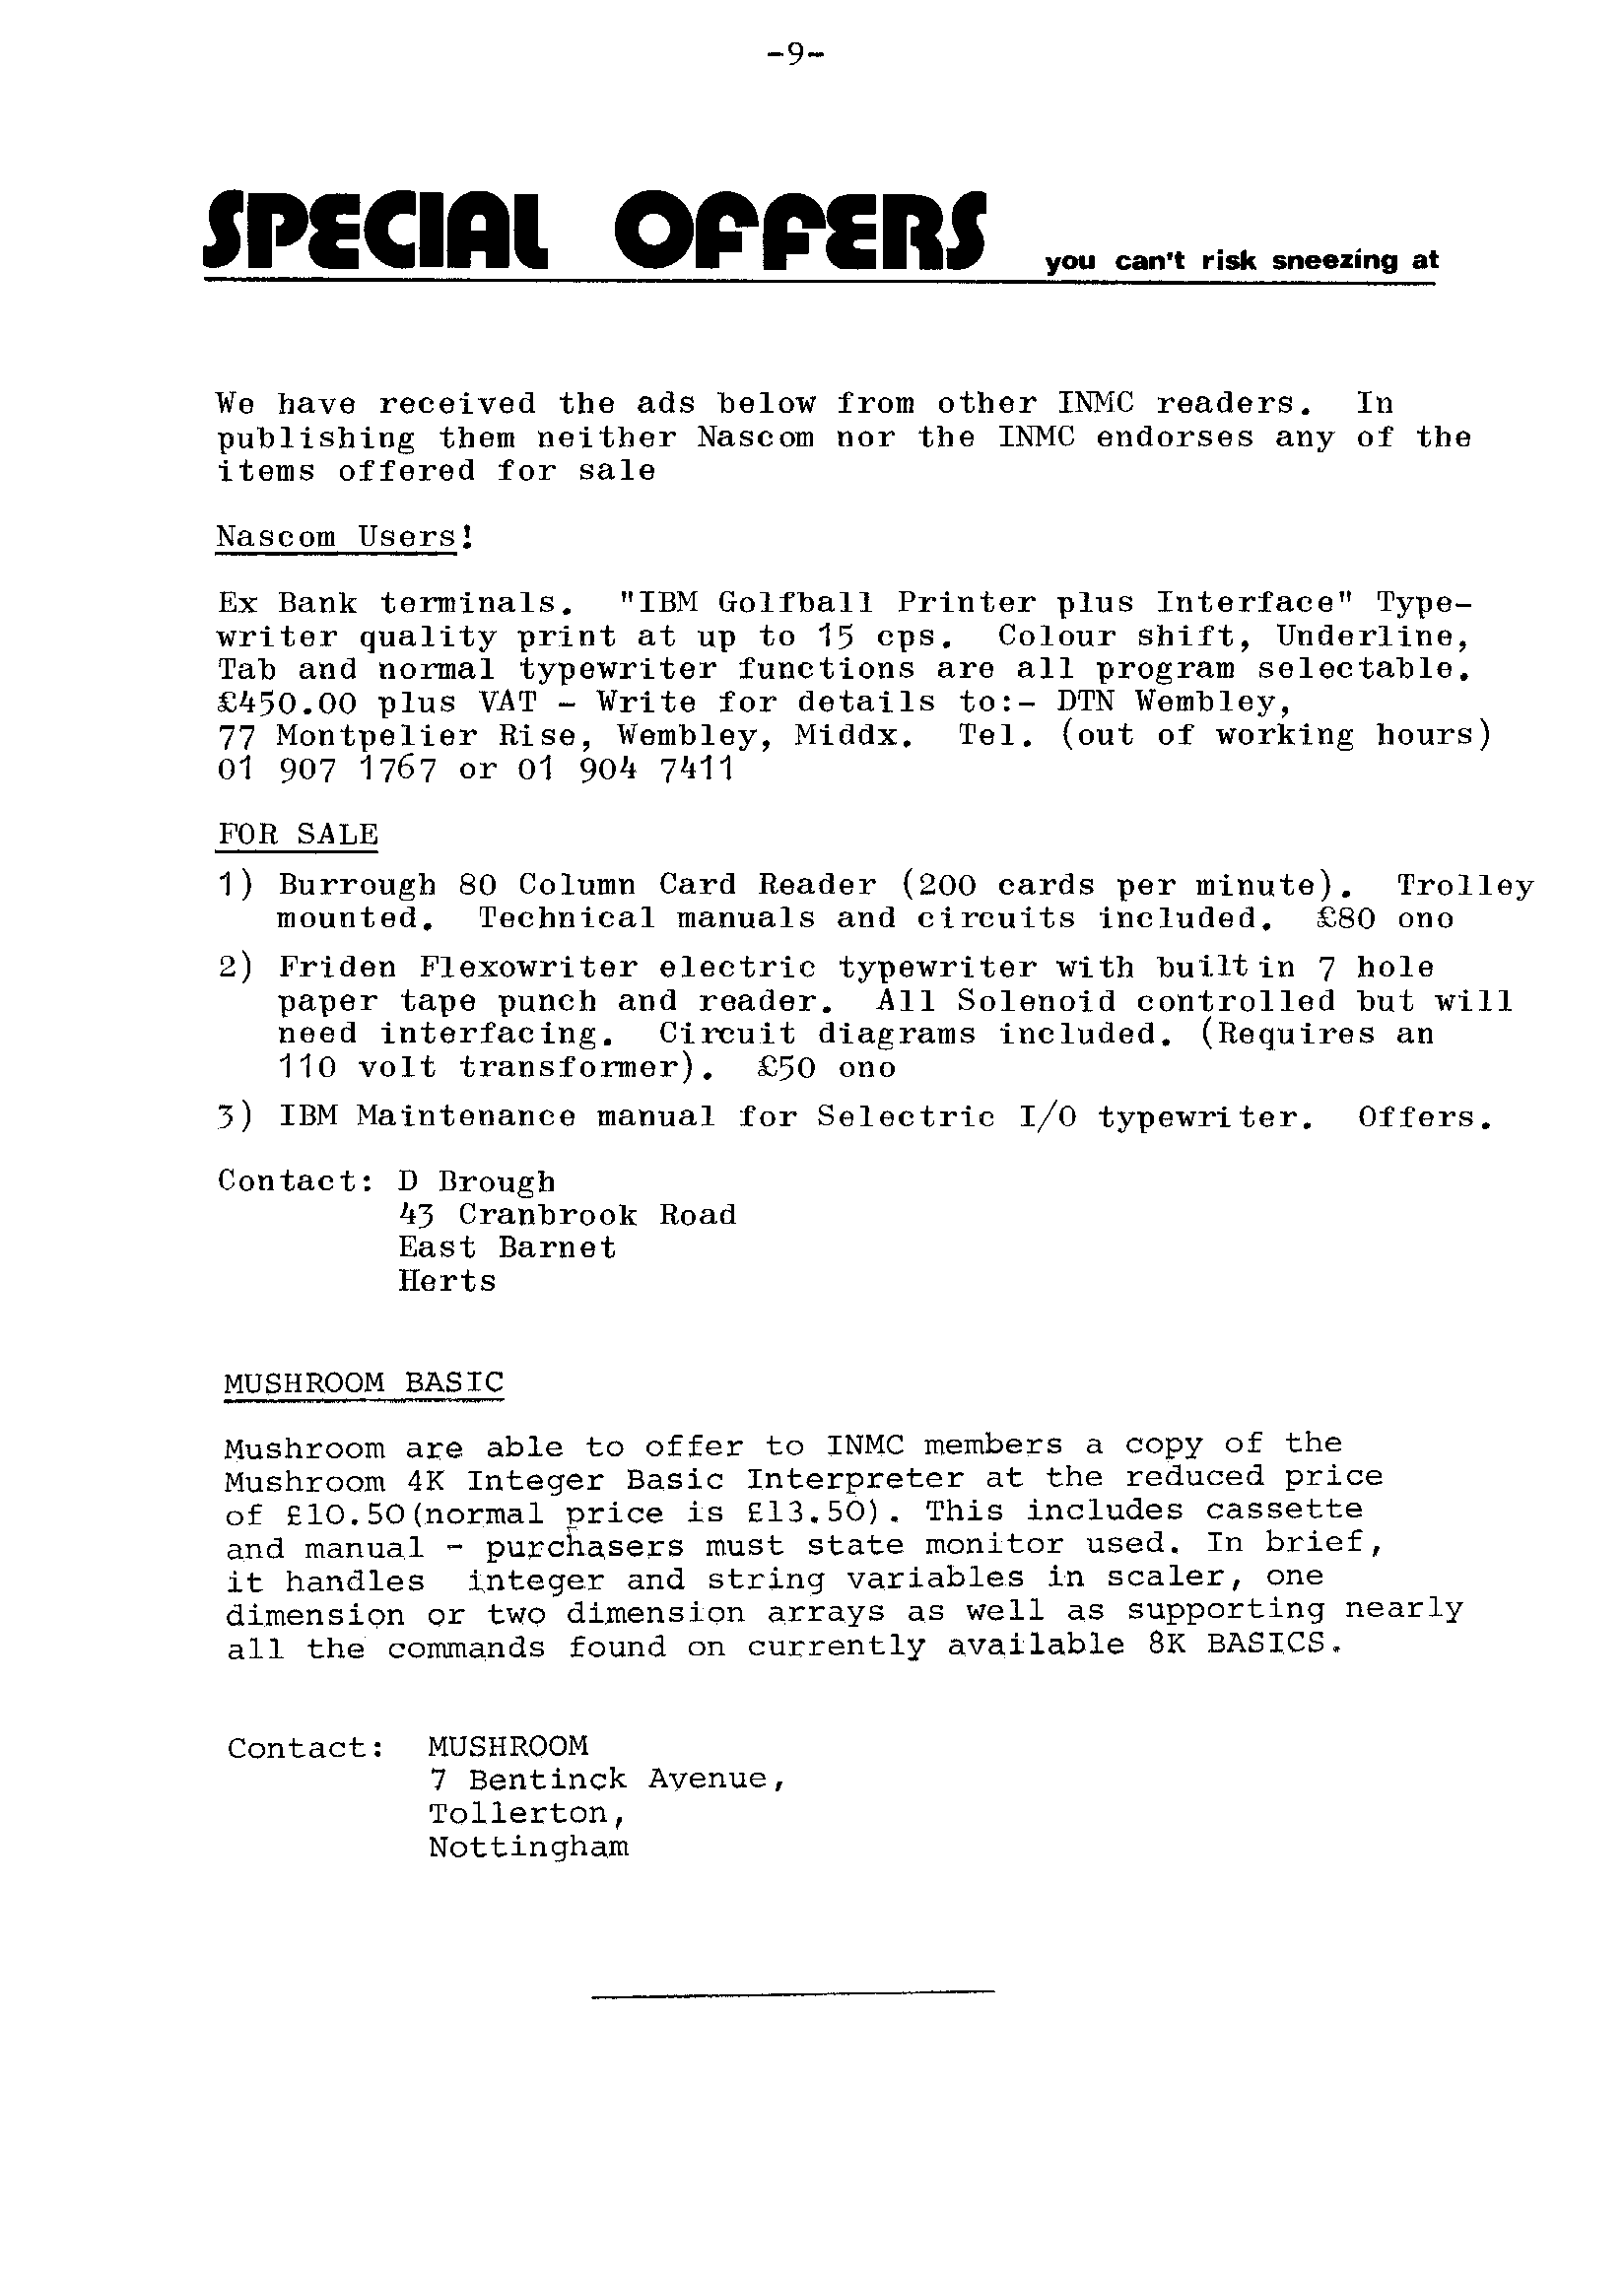 -9-
SPECIAL OFFERS you can't risk sneezing at
We have received the ads below from other INMC readers. In
publishing them neither Nascom nor the INMC endorses any of the
items offered for sale
Nascom Users!
Ex Bank terminals. "IBM Golfball Printer plus Interface" Type-
writer quality print at up to 15 cps. Colour shift, Underline,
Tab and normal typewriter functions are all program selectable.
£450.00 plus VAT - Write for details to:- DTN Wembley,
77 Montpelier Rise, Wembley, Middx. Tel. (out of working hours)
01 907 1767 or 01 904 7411
FOR SALE
1) Burrough 80 Column Card Reader (200 cards per minute). Trolley
mounted. Technical manuals and circuits included. £80 ono
2) Friden Flexowriter electric typewriter with built in 7 hole
paper tape punch and reader. All Solenoid controlled but will
need interfacing. Circuit diagrams included. (Requires an
110 volt transformer). £50 ono
3) IBM Maintenance manual for Selectric I/O typewriter. Offers.
Contact: D Brough
43 Cranbrook Road
East Barnet
Herts
MUSHROOM BASIC
Mushroom are able to offer to INMC members a copy of the
Mushroom 4K Integer Basic Interpreter at the reduced price
of £10.50(normal price is £13.50). This includes cassette
and manual - purchasers must state monitor used. In brief,
it handles integer and string variables in scaler, one
dimension or two dimension arrays as well as supporting nearly
all the commands found on currently available 8K BASICS.
Contact: MUSHROOM
7 Bentinck Avenue,
Tollerton,
Nottingham